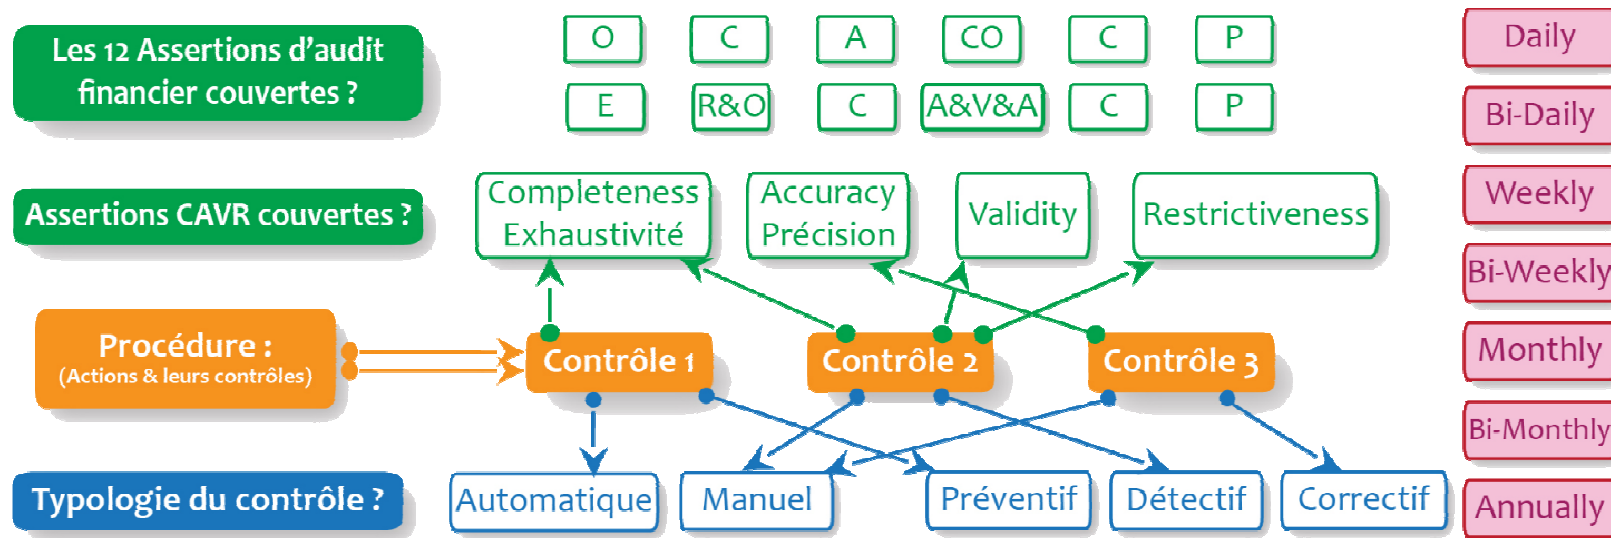 Les 12 Assertions d'audit
financier couvertes ?
O C A CO C P
E R&O C A&V&A C P
Assertions CAVR couvertes ?
Completeness
Exhaustivité
Accuracy
Précision
Validity
Restrictiveness
Procédure :
(Actions & leurs contrôles)
Contrôle 1
Contrôle 2
Contrôle 3
Typologie du contrôle ?
Automatique
Manuel
Préventif
Détectif
Correctif
Daily
Bi-Daily
Weekly
Bi-Weekly
Monthly
Bi-Monthly
Annually